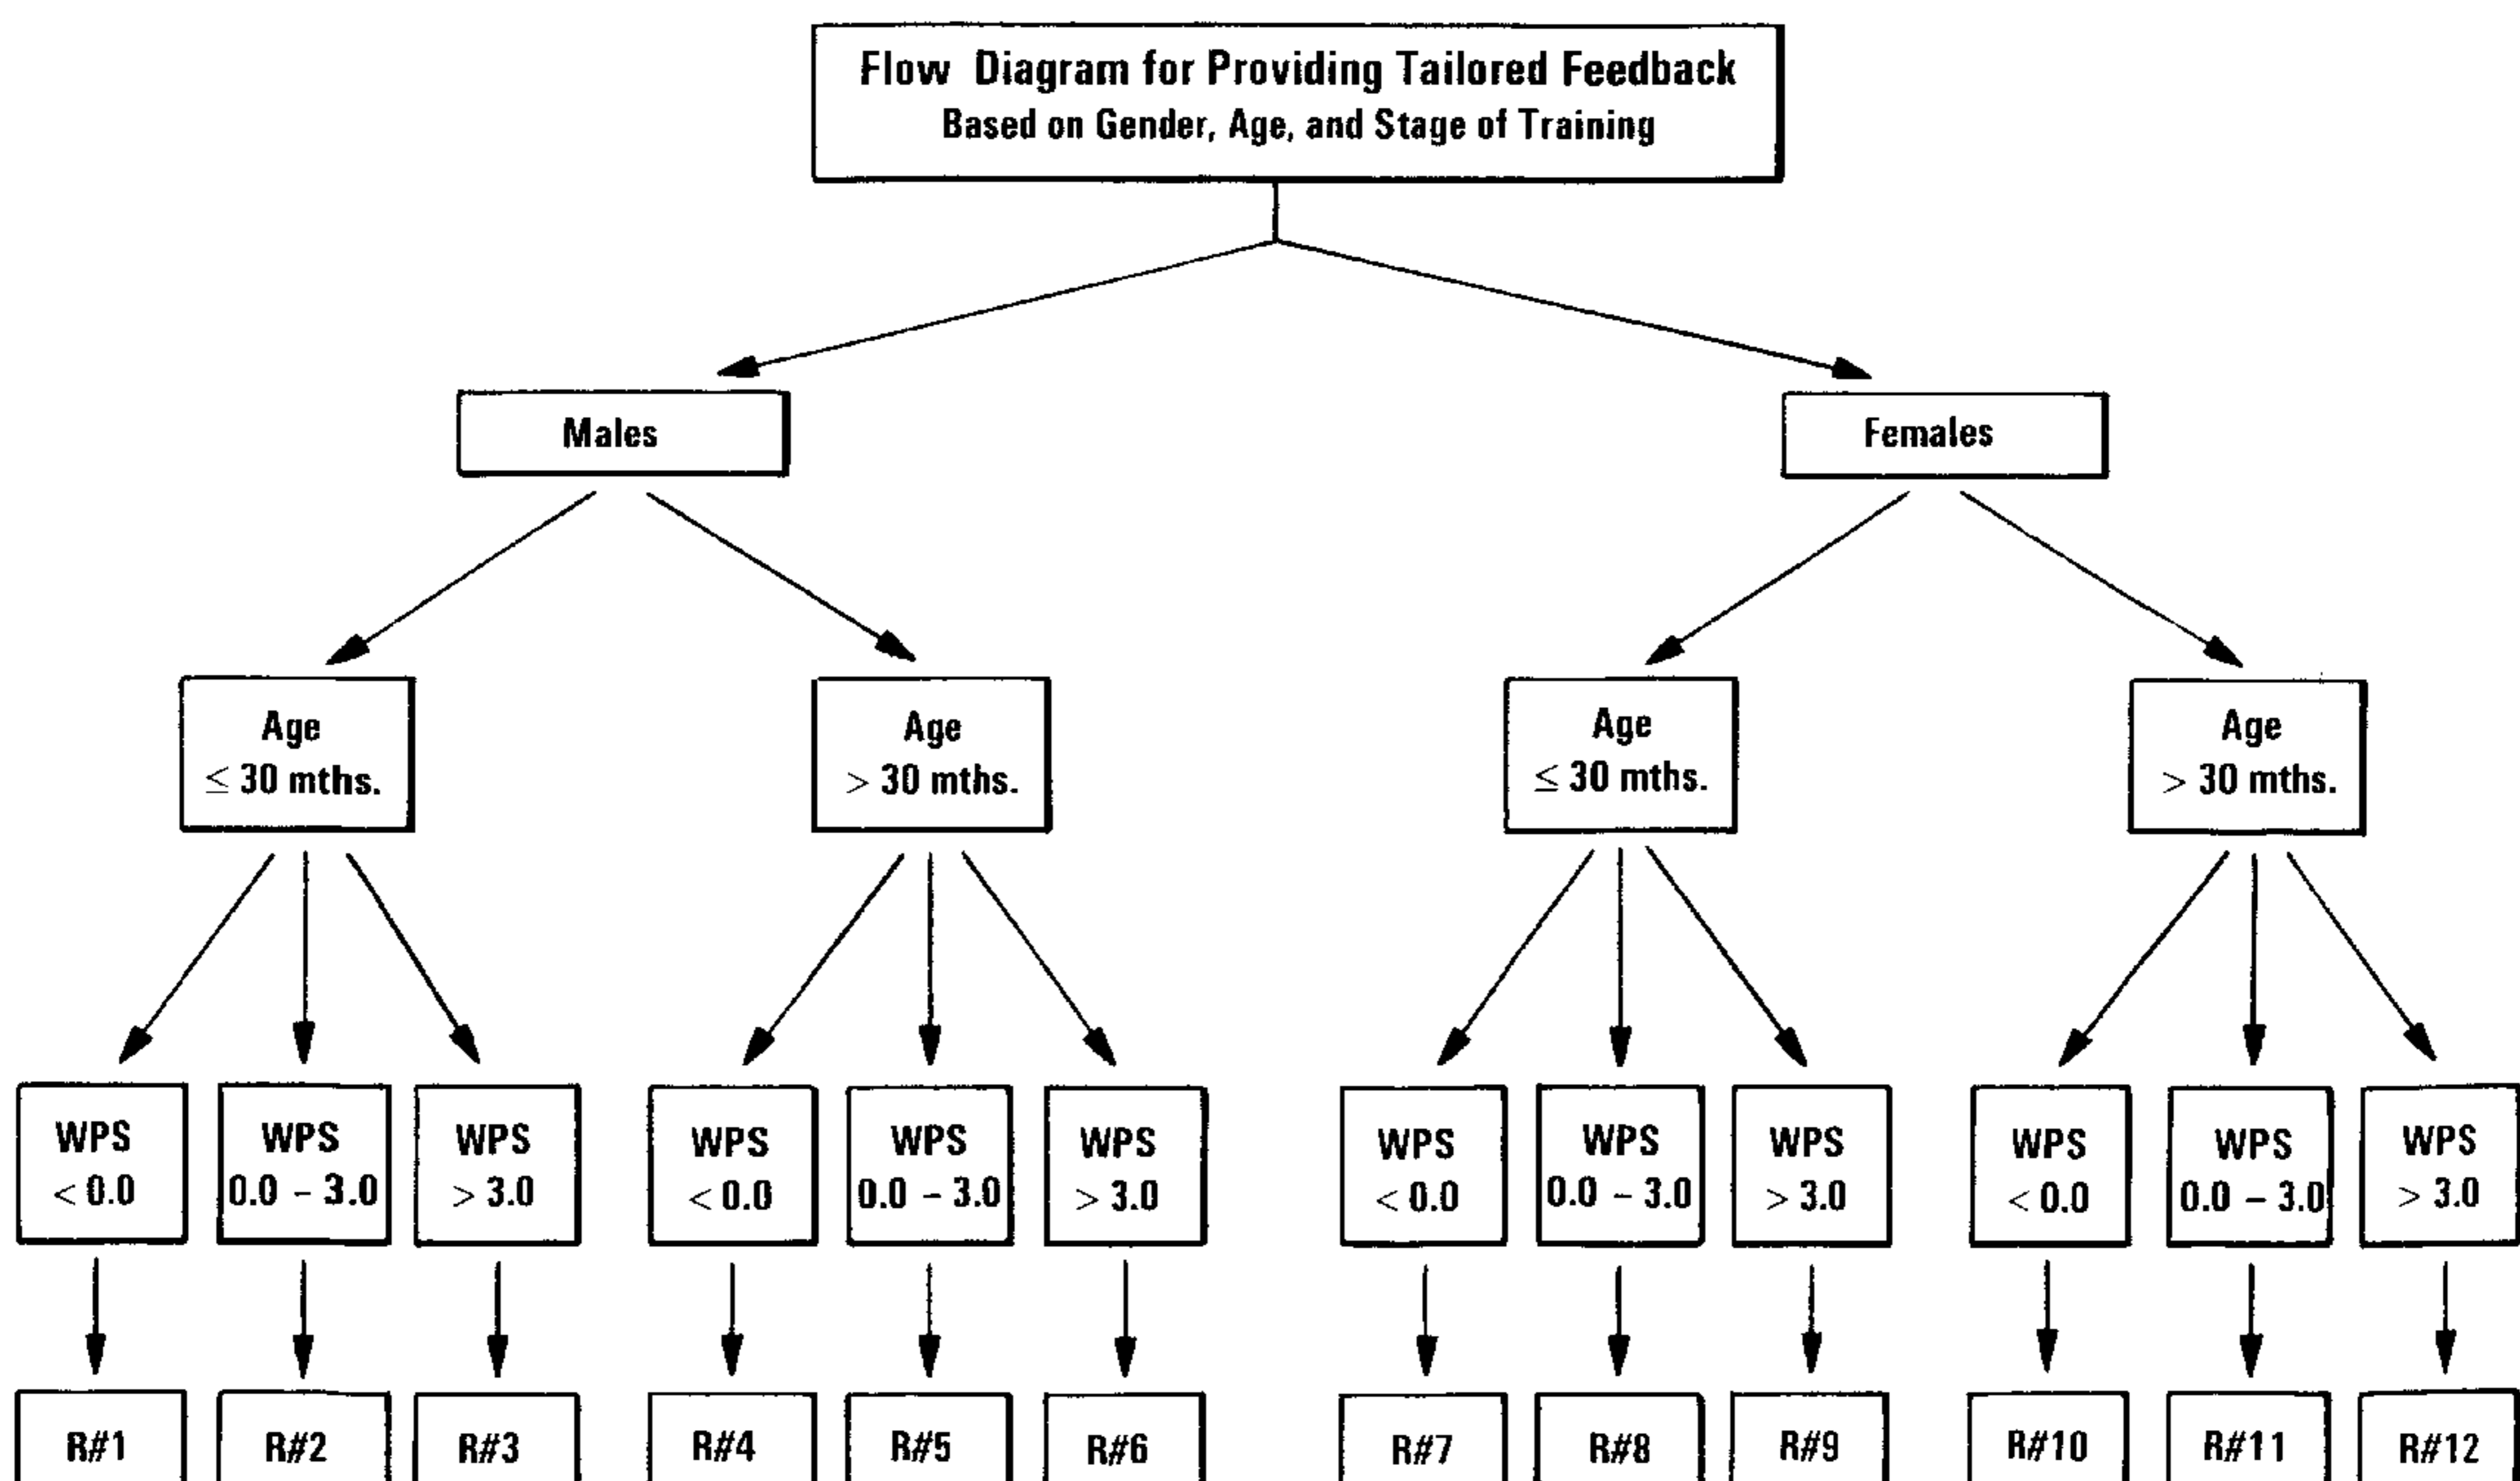 Flow Diagram for Providing Tailored Feedback
Based on Gender, Age, and Stage of Training
Males
Females
Age
≤ 30 mths.
Age
> 30 mths.
Age
≤ 30 mths.
Age
> 30 mths.
WPS
< 0.0
WPS
0.0 – 3.0
WPS
> 3.0
WPS
< 0.0
WPS
0.0 – 3.0
WPS
> 3.0
WPS
< 0.0
WPS
0.0 – 3.0
WPS
> 3.0
WPS
< 0.0
WPS
0.0 – 3.0
WPS
> 3.0
R#1
R#2
R#3
R#4
R#5
R#6
R#7
R#8
R#9
R#10
R#11
R#12